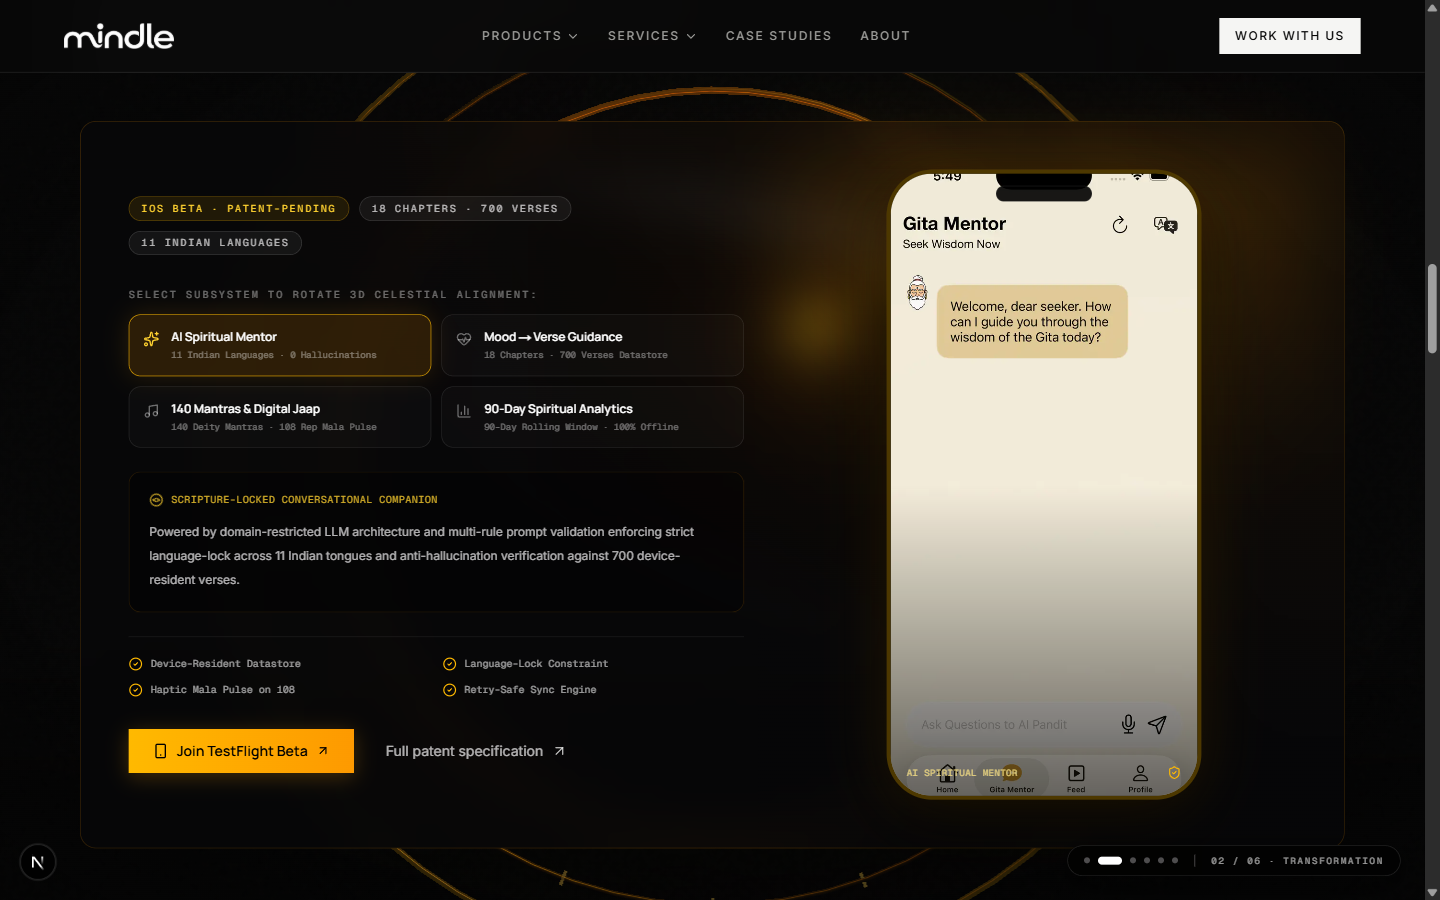 mindle
PRODUCTS
SERVICES
CASE STUDIES
ABOUT
WORK WITH US
IOS BETA · PATENT-PENDING
18 CHAPTERS · 700 VERSES
11 INDIAN LANGUAGES
SELECT SUBSYSTEM TO ROTATE 3D CELESTIAL ALIGNMENT:
AI Spiritual Mentor
11 Indian Languages · 0 Hallucinations
Mood → Verse Guidance
18 Chapters · 700 Verses Datastore
140 Mantras & Digital Jaap
140 Deity Mantras · 108 Rep Mala Pulse
90-Day Spiritual Analytics
90-Day Rolling Window · 100% Offline
SCRIPTURE-LOCKED CONVERSATIONAL COMPANION
Powered by domain-restricted LLM architecture and multi-rule prompt validation enforcing strict
language-lock across 11 Indian tongues and anti-hallucination verification against 700 device-
resident verses.
Device-Resident Datastore
Language-Lock Constraint
Haptic Mala Pulse on 108
Retry-Safe Sync Engine
Join TestFlight Beta
Full patent specification
5:49
Gita Mentor
Seek Wisdom Now
Welcome, dear seeker. How
can I guide you through the
wisdom of the Gita today?
Ask Questions to AI Pandit
AI SPIRITUAL MENTOR
Home
Gita Mentor
Feed
Profile
N
02 / 06 · TRANSFORMATION